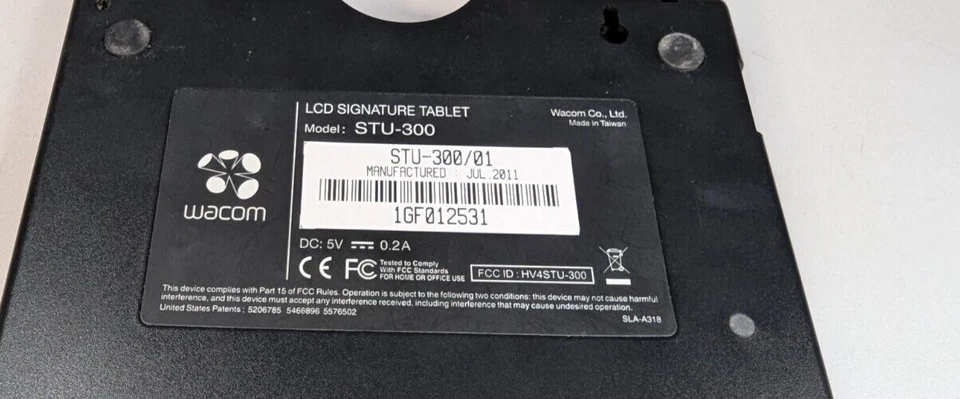 LCD SIGNATURE TABLET
Wacom Co., Ltd.
Made in Taiwan
Model: STU-300
STU-300/01
MANUFACTURED : JUL.2011
1GF012531
wacom
DC: 5V ⎓ 0.2A
CE FC Tested to Comply
With FCC Standards
FOR HOME OR OFFICE USE
FCC ID : HV4STU-300
This device complies with Part 15 of FCC Rules. Operation is subject to the following two conditions: this device may not cause harmful
interference, and this device must accept any interference received, including interference that may cause undesired operation.
United States Patents : 5206785 5466896 5576502
SLA-A318